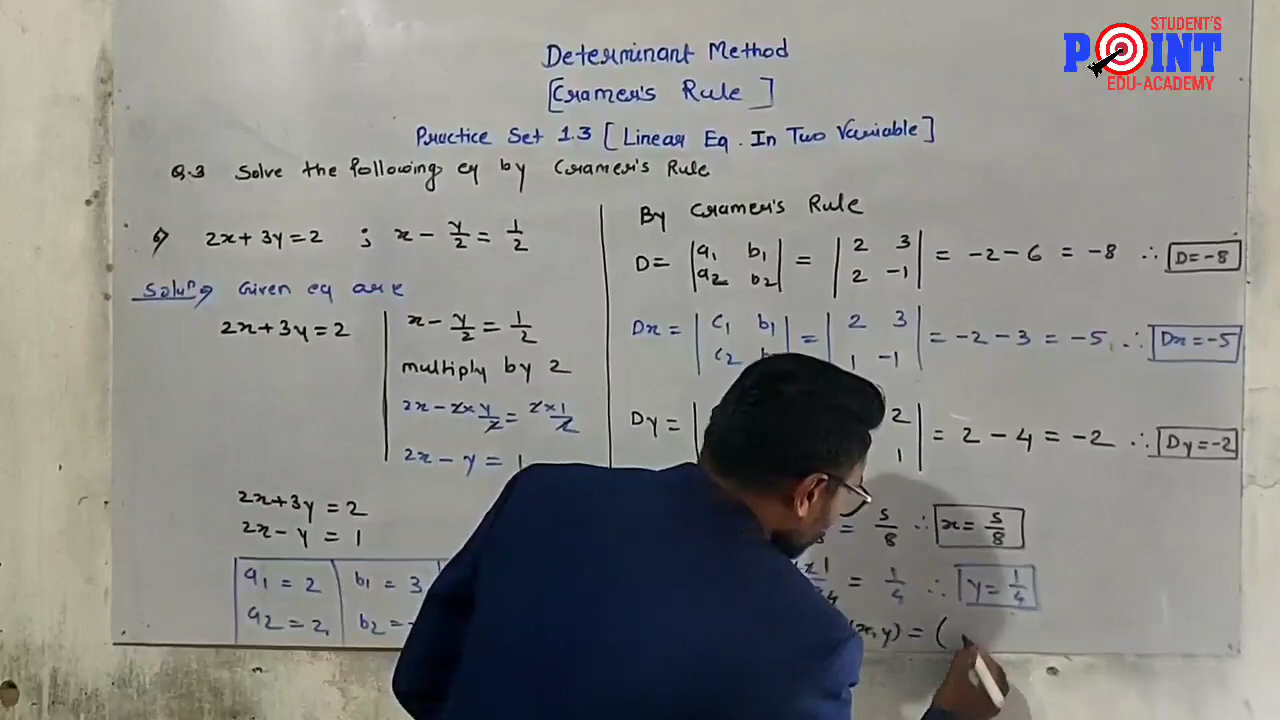 STUDENT'S
POINT
EDU-ACADEMY
Determinant Method
[Cramer's Rule]
Practice Set 1.3 [Linear Eq. In Two Variable]
Q.3 Solve the following eq by Cramer's Rule
6) 2x + 3y = 2 ; x - y/2 = 1/2
Soluⁿ) Given eq are
2x + 3y = 2
x - y/2 = 1/2
multiply by 2
2x - 2 × y/2 = 2 × 1/2
2x - y = 1
2x + 3y = 2
2x - y = 1
a₁ = 2 b₁ = 3
a₂ = 2 b₂ = -
By Cramer's Rule
D = |a₁ b₁| = |2 3| = -2 - 6 = -8 ∴ D = -8
|a₂ b₂| |2 -1|
Dx = |c₁ b₁| = |2 3| = -2 - 3 = -5 ∴ Dx = -5
|c₂ |1 -1|
Dy = | 2| = 2 - 4 = -2 ∴ Dy = -2
1|
= 5/8 ∴ x = 5/8
= 1/4 ∴ y = 1/4
(x, y) = (